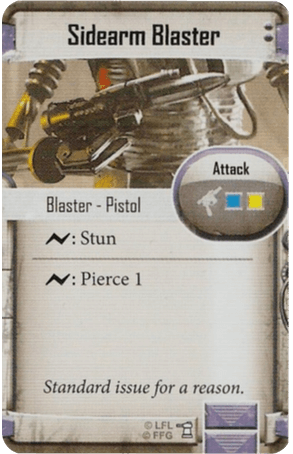 Sidearm Blaster
Attack
Blaster - Pistol
: Stun
: Pierce 1
Standard issue for a reason.
© LFL
© FFG